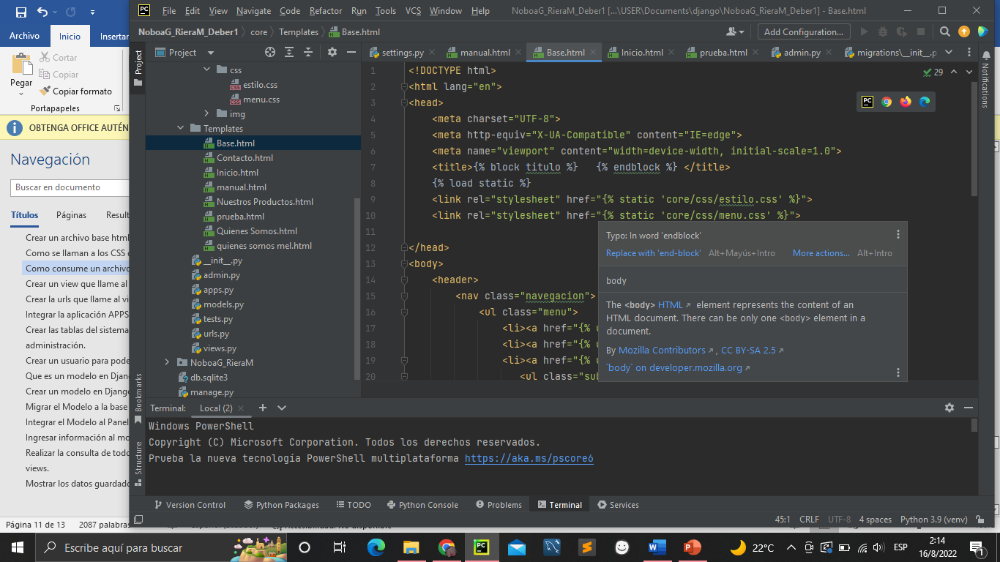 File Edit View Navigate Code Refactor Run Tools VCS Window Help NoboaG_RieraM_Deber1 [...\USER\Documents\django\NoboaG_RieraM_Deber1] - Base.html
Archivo Inicio Insertar
Cortar
Copiar
Copiar formato
Pegar
Portapapeles
OBTENGA OFFICE AUTÉN
Navegación
Buscar en documento
Títulos Páginas Result
Crear un archivo base html
Como se llaman a los CSS
Como consume un archivo
Crear un view que llame al
Crear la urls que llame al vi
Integrar la aplicación APPS
Crear las tablas del sistema
administración.
Crear un usuario para pode
Que es un modelo en Djang
Crear un modelo en Django
Migrar el Modelo a la base
Integrar el Modelo al Panel
Ingresar información al mo
Realizar la consulta de todo
views.
Mostrar los datos guardado
Página 11 de 13 2087 palabras
NoboaG_RieraM_Deber1 core Templates Base.html
Add Configuration...
Project
Project
css
estilo.css
menu.css
img
Templates
Base.html
Contacto.html
Inicio.html
manual.html
Nuestros Productos.html
prueba.html
Quienes Somos.html
quienes somos mel.html
__init__.py
admin.py
apps.py
models.py
tests.py
urls.py
views.py
NoboaG_RieraM
db.sqlite3
manage.py
Bookmarks
Structure
settings.py manual.html Base.html Inicio.html prueba.html admin.py migrations\__init__.p
Notifications
29
1 <!DOCTYPE html>
2 <html lang="en">
3 <head>
4 <meta charset="UTF-8">
5 <meta http-equiv="X-UA-Compatible" content="IE=edge">
6 <meta name="viewport" content="width=device-width, initial-scale=1.0">
7 <title>{% block titulo %} {% endblock %} </title>
8 {% load static %}
9 <link rel="stylesheet" href="{% static 'core/css/estilo.css' %}">
10 <link rel="stylesheet" href="{% static 'core/css/menu.css' %}">
11
12 </head>
13 <body>
14 <header>
15 <nav class="navegacion">
16 <ul class="menu">
17 <li><a href="{% u
18 <li><a href="{% u
19 <li><a href="{% u
20 <ul class="sub
Typo: In word 'endblock'
Replace with 'end-block' Alt+Mayús+Intro More actions... Alt+Intro
body
The <body> HTML element represents the content of an
HTML document. There can be only one <body> element in a
document.
By Mozilla Contributors , CC BY-SA 2.5
`body` on developer.mozilla.org
Terminal: Local (2)
Windows PowerShell
Copyright (C) Microsoft Corporation. Todos los derechos reservados.
Prueba la nueva tecnología PowerShell multiplataforma https://aka.ms/pscore6
Version Control Python Packages TODO Python Console Problems Terminal Services
45:1 CRLF UTF-8 4 spaces Python 3.9 (venv)
Escribe aquí para buscar
22°C ESP
2:14
16/8/2022
1